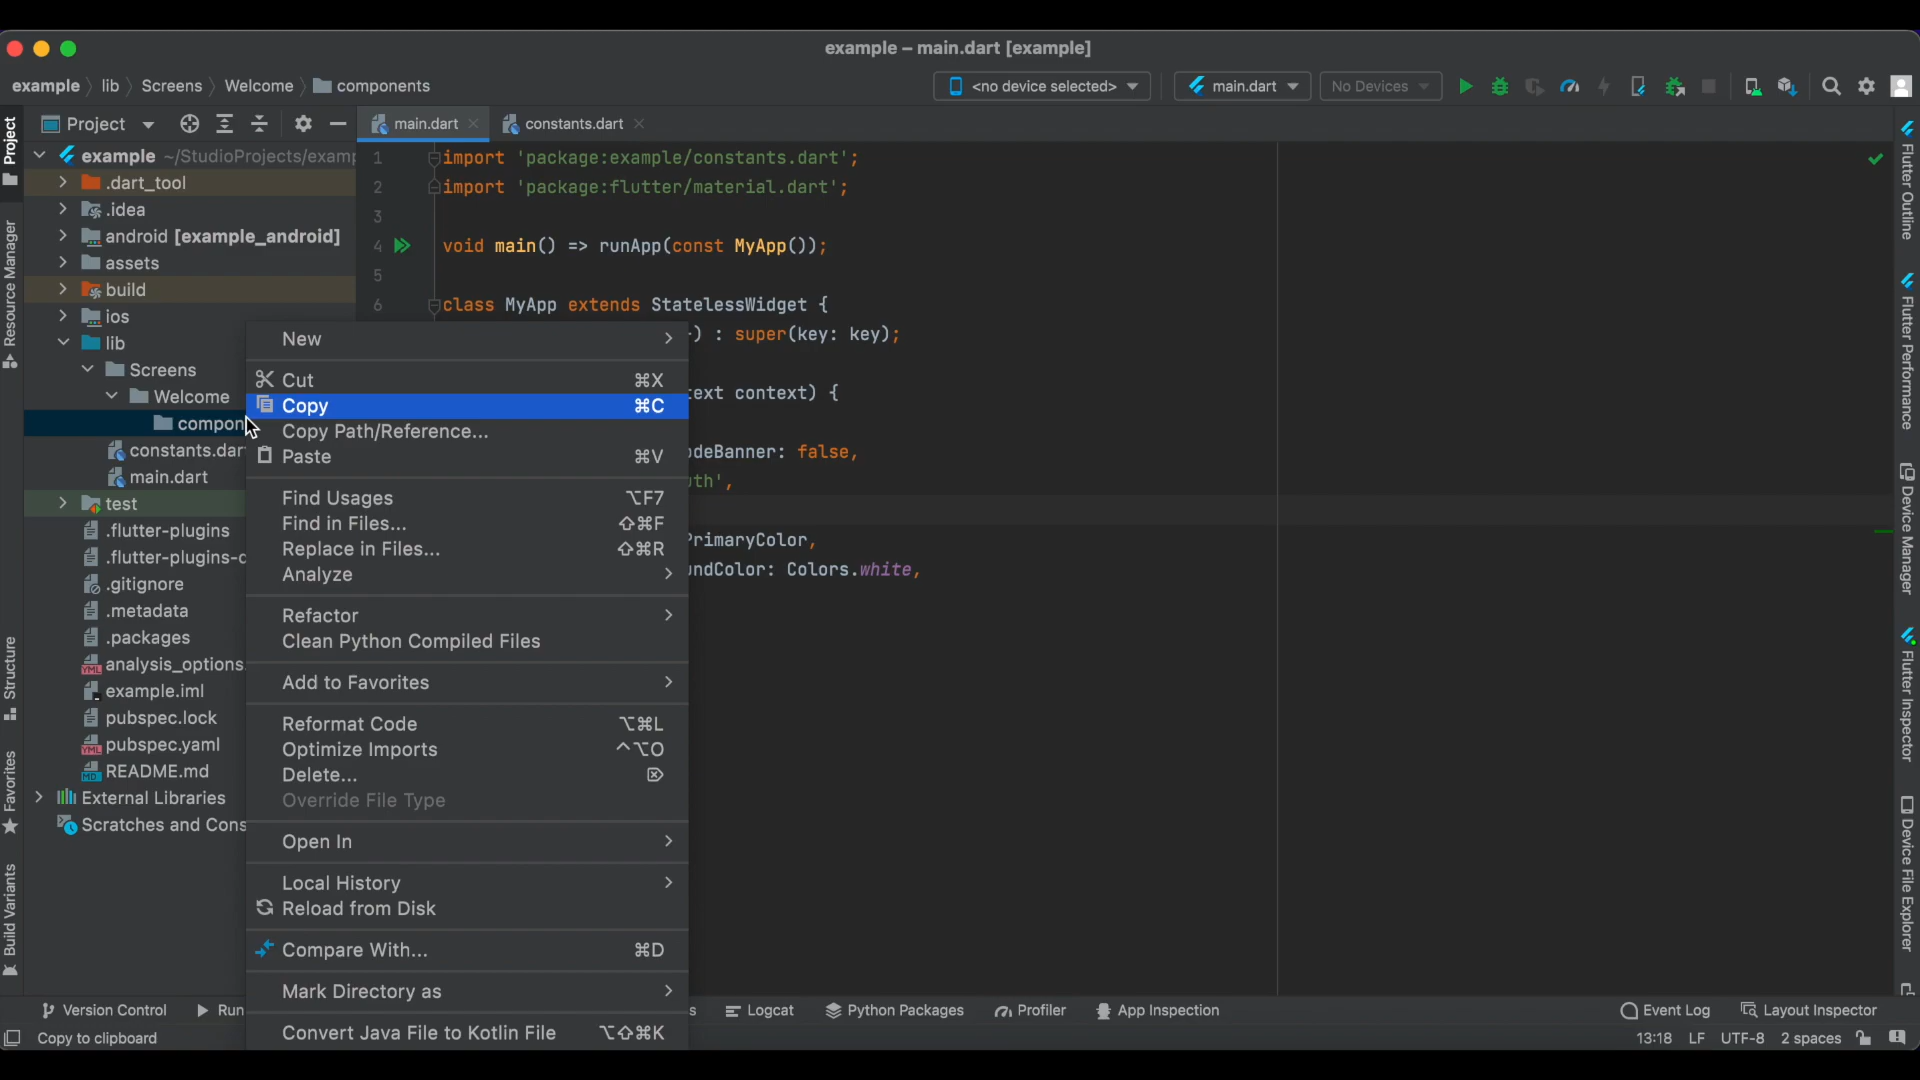 example – main.dart [example]
example
lib
Screens
Welcome
components
<no device selected>
main.dart
No Devices
Project
main.dart
constants.dart
Project
Resource Manager
Structure
Favorites
Build Variants
example ~/StudioProjects/examp
.dart_tool
.idea
android [example_android]
assets
build
ios
lib
Screens
Welcome
compon
constants.dar
main.dart
test
.flutter-plugins
.flutter-plugins-d
.gitignore
.metadata
.packages
analysis_options.
example.iml
pubspec.lock
pubspec.yaml
README.md
External Libraries
Scratches and Cons
1 import 'package:example/constants.dart';
2 import 'package:flutter/material.dart';
3
4 void main() => runApp(const MyApp());
5
6 class MyApp extends StatelessWidget {
) : super(key: key);
ext context) {
deBanner: false,
uth',
PrimaryColor,
undColor: Colors.white,
New
Cut ⌘X
Copy ⌘C
Copy Path/Reference...
Paste ⌘V
Find Usages ⌥F7
Find in Files... ⇧⌘F
Replace in Files... ⇧⌘R
Analyze
Refactor
Clean Python Compiled Files
Add to Favorites
Reformat Code ⌥⌘L
Optimize Imports ^⌥O
Delete... ⌦
Override File Type
Open In
Local History
Reload from Disk
Compare With... ⌘D
Mark Directory as
Convert Java File to Kotlin File ⌥⇧⌘K
Flutter Outline
Flutter Performance
Device Manager
Flutter Inspector
Device File Explorer
Version Control
Run
s
Logcat
Python Packages
Profiler
App Inspection
Event Log
Layout Inspector
Copy to clipboard
13:18 LF UTF-8 2 spaces